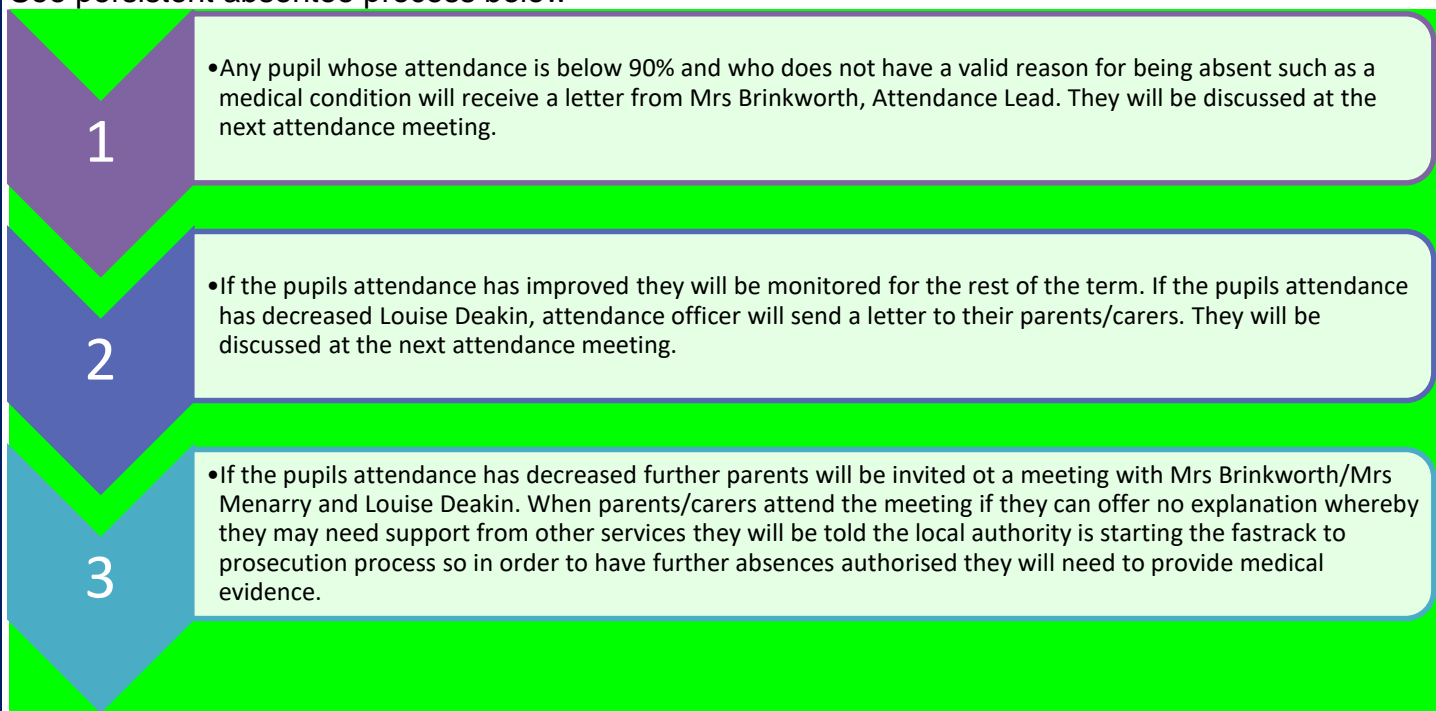 See persistent absentee process below
•Any pupil whose attendance is below 90% and who does not have a valid reason for being absent such as a
medical condition will receive a letter from Mrs Brinkworth, Attendance Lead. They will be discussed at the
next attendance meeting.
1
•If the pupils attendance has improved they will be monitored for the rest of the term. If the pupils attendance
has decreased Louise Deakin, attendance officer will send a letter to their parents/carers. They will be
discussed at the next attendance meeting.
2
•If the pupils attendance has decreased further parents will be invited ot a meeting with Mrs Brinkworth/Mrs
Menarry and Louise Deakin. When parents/carers attend the meeting if they can offer no explanation whereby
they may need support from other services they will be told the local authority is starting the fastrack to
prosecution process so in order to have further absences authorised they will need to provide medical
evidence.
3